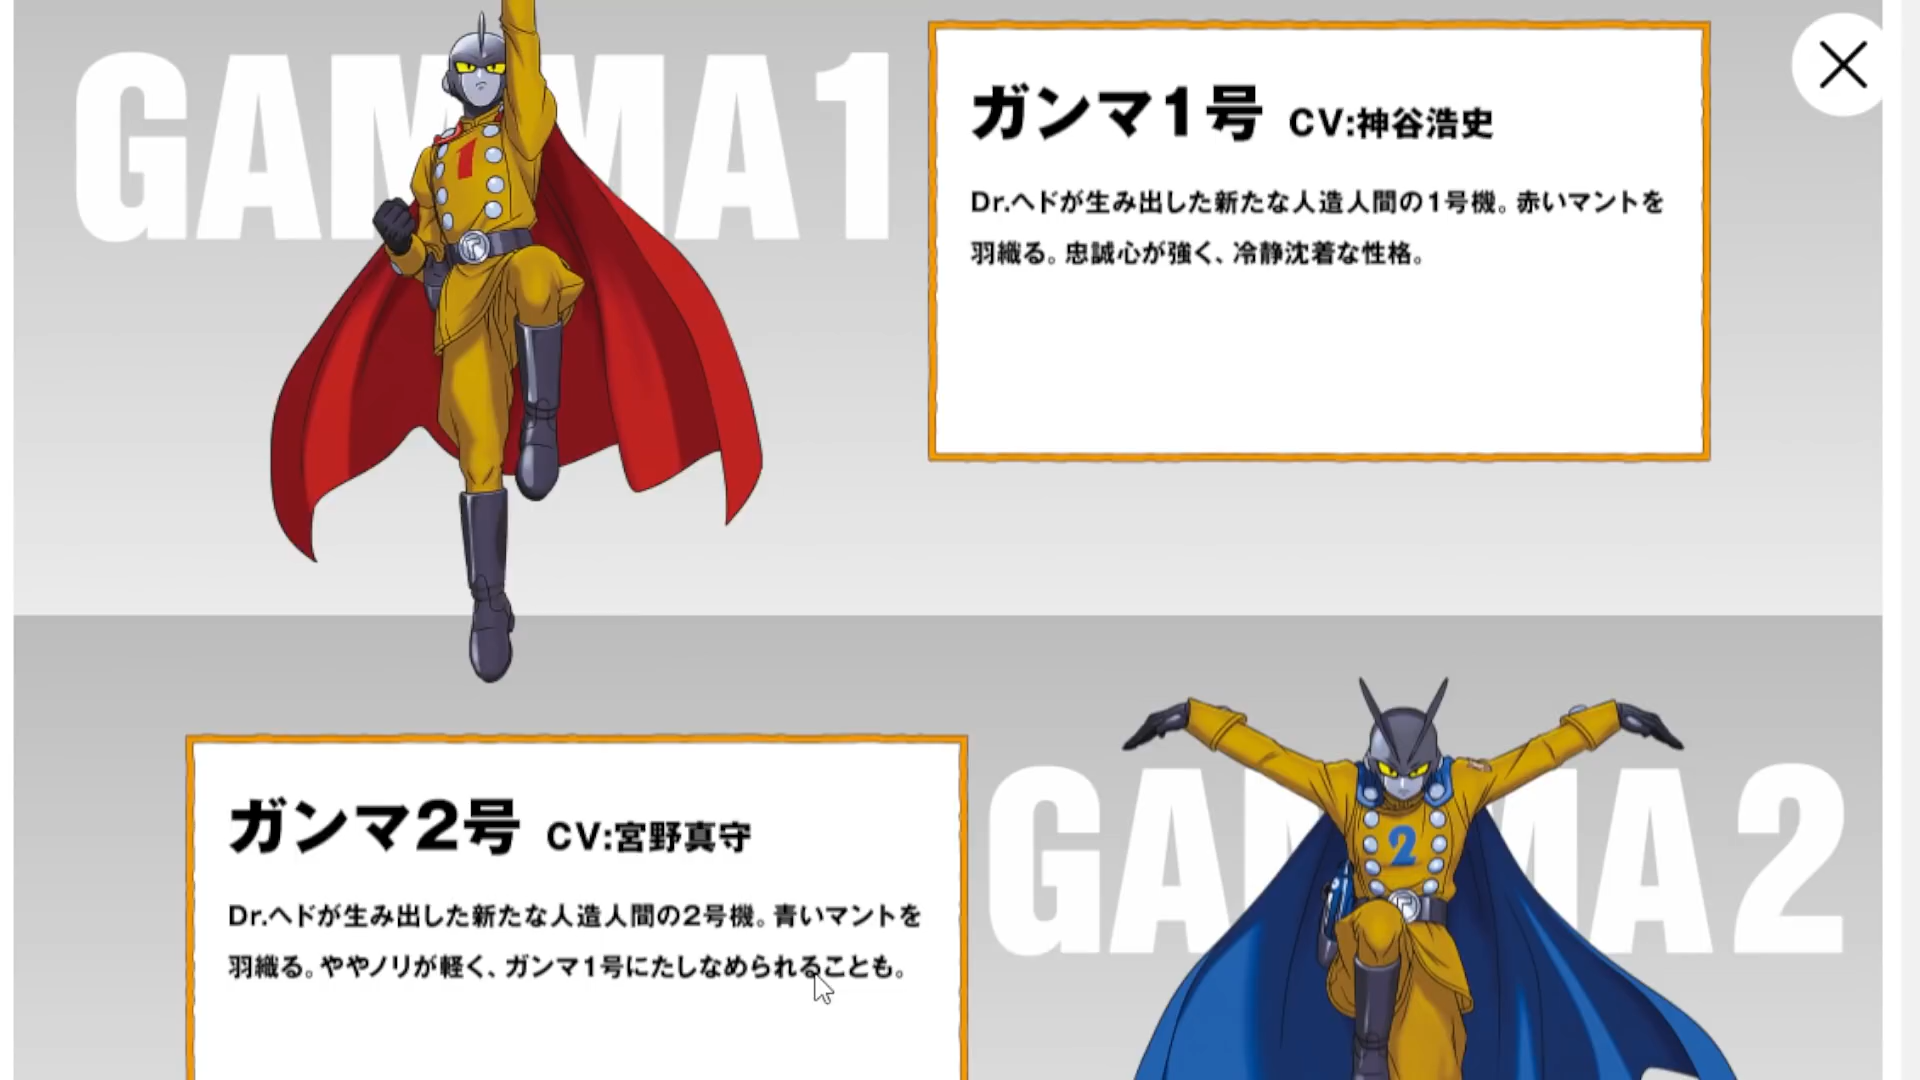 GAMMA1
1
ガンマ1号 CV:神谷浩史
Dr.ヘドが生み出した新たな人造人間の1号機。赤いマントを
羽織る。忠誠心が強く、冷静沈着な性格。
ガンマ2号 CV:宮野真守
Dr.ヘドが生み出した新たな人造人間の2号機。青いマントを
羽織る。ややノリが軽く、ガンマ1号にたしなめられることも。
GAMMA2
2